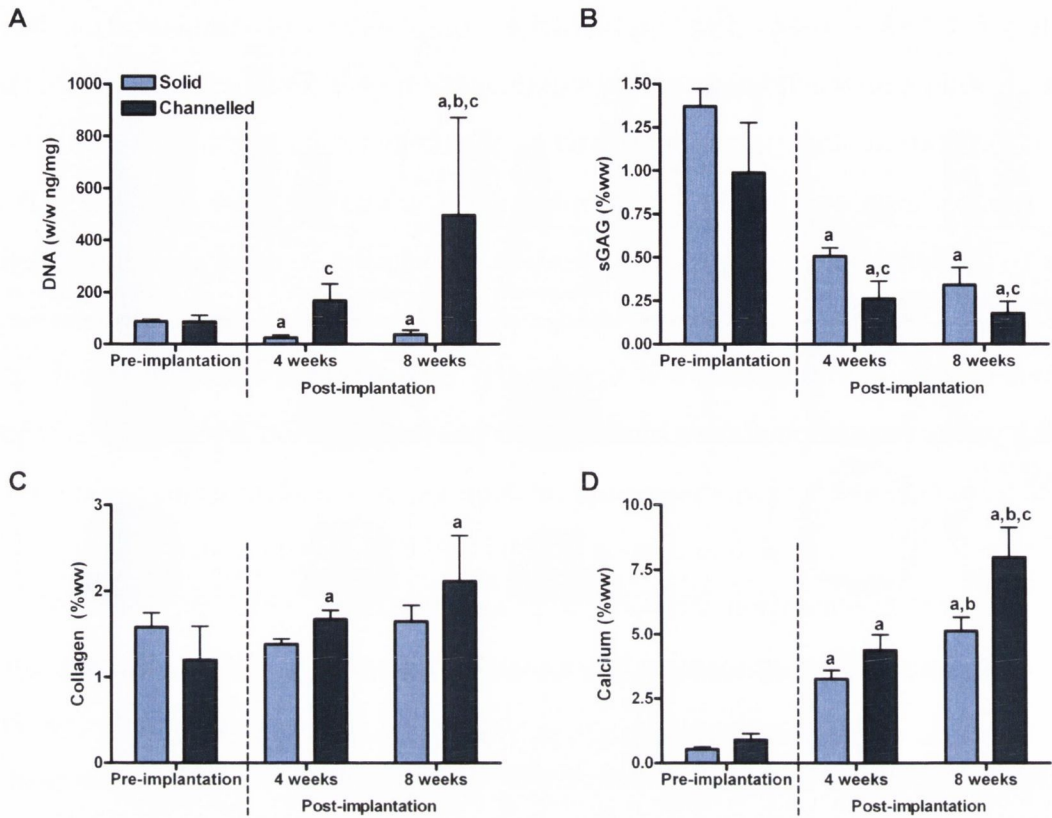 A
DNA (w/w ng/mg)
1000
800
600
400
200
0
Solid
Channelled
a
c
a
a,b,c
Pre-implantation
4 weeks
8 weeks
Post-implantation
B
sGAG (%ww)
1.50
1.25
1.00
0.75
0.50
0.25
0.00
a
a,c
a
a,c
Pre-implantation
4 weeks
8 weeks
Post-implantation
C
Collagen (%ww)
3
2
1
0
a
a
Pre-implantation
4 weeks
8 weeks
Post-implantation
D
Calcium (%ww)
10.0
7.5
5.0
2.5
0.0
a
a
a,b
a,b,c
Pre-implantation
4 weeks
8 weeks
Post-implantation